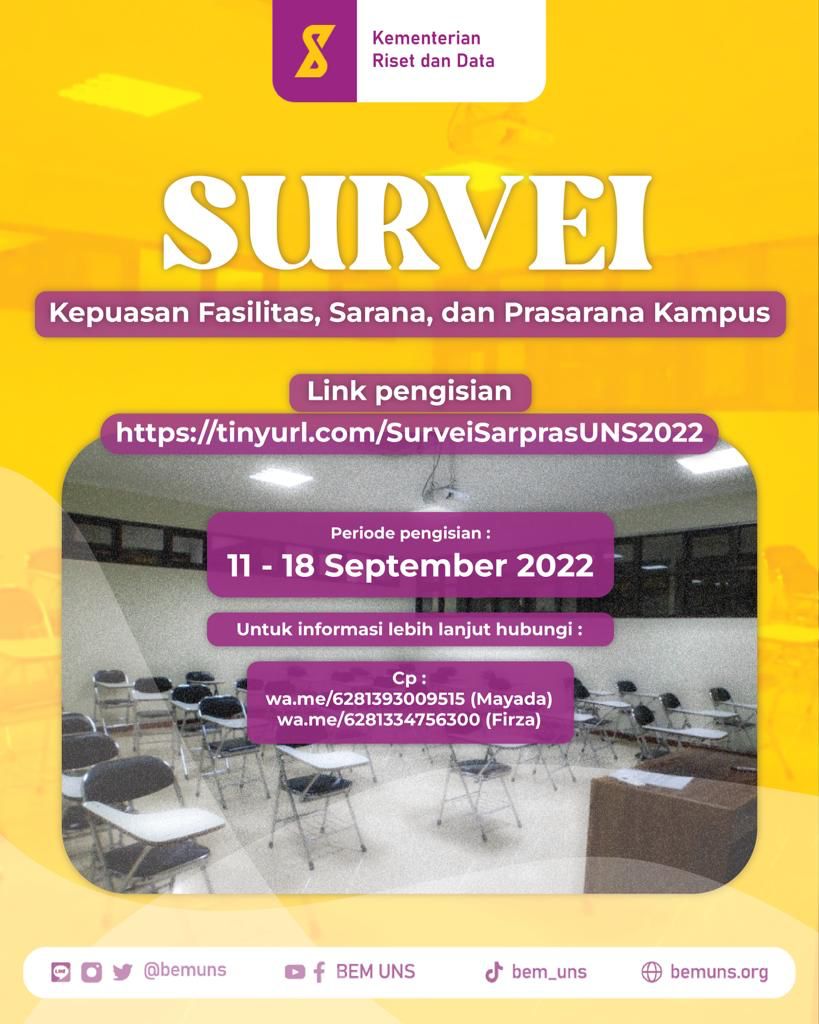 Kementerian
Riset dan Data
SURVEI
Kepuasan Fasilitas, Sarana, dan Prasarana Kampus
Link pengisian
https://tinyurl.com/SurveiSarprasUNS2022
Periode pengisian :
11 - 18 September 2022
Untuk informasi lebih lanjut hubungi :
Cp :
wa.me/6281393009515 (Mayada)
wa.me/6281334756300 (Firza)
@bemuns BEM UNS bem_uns bemuns.org